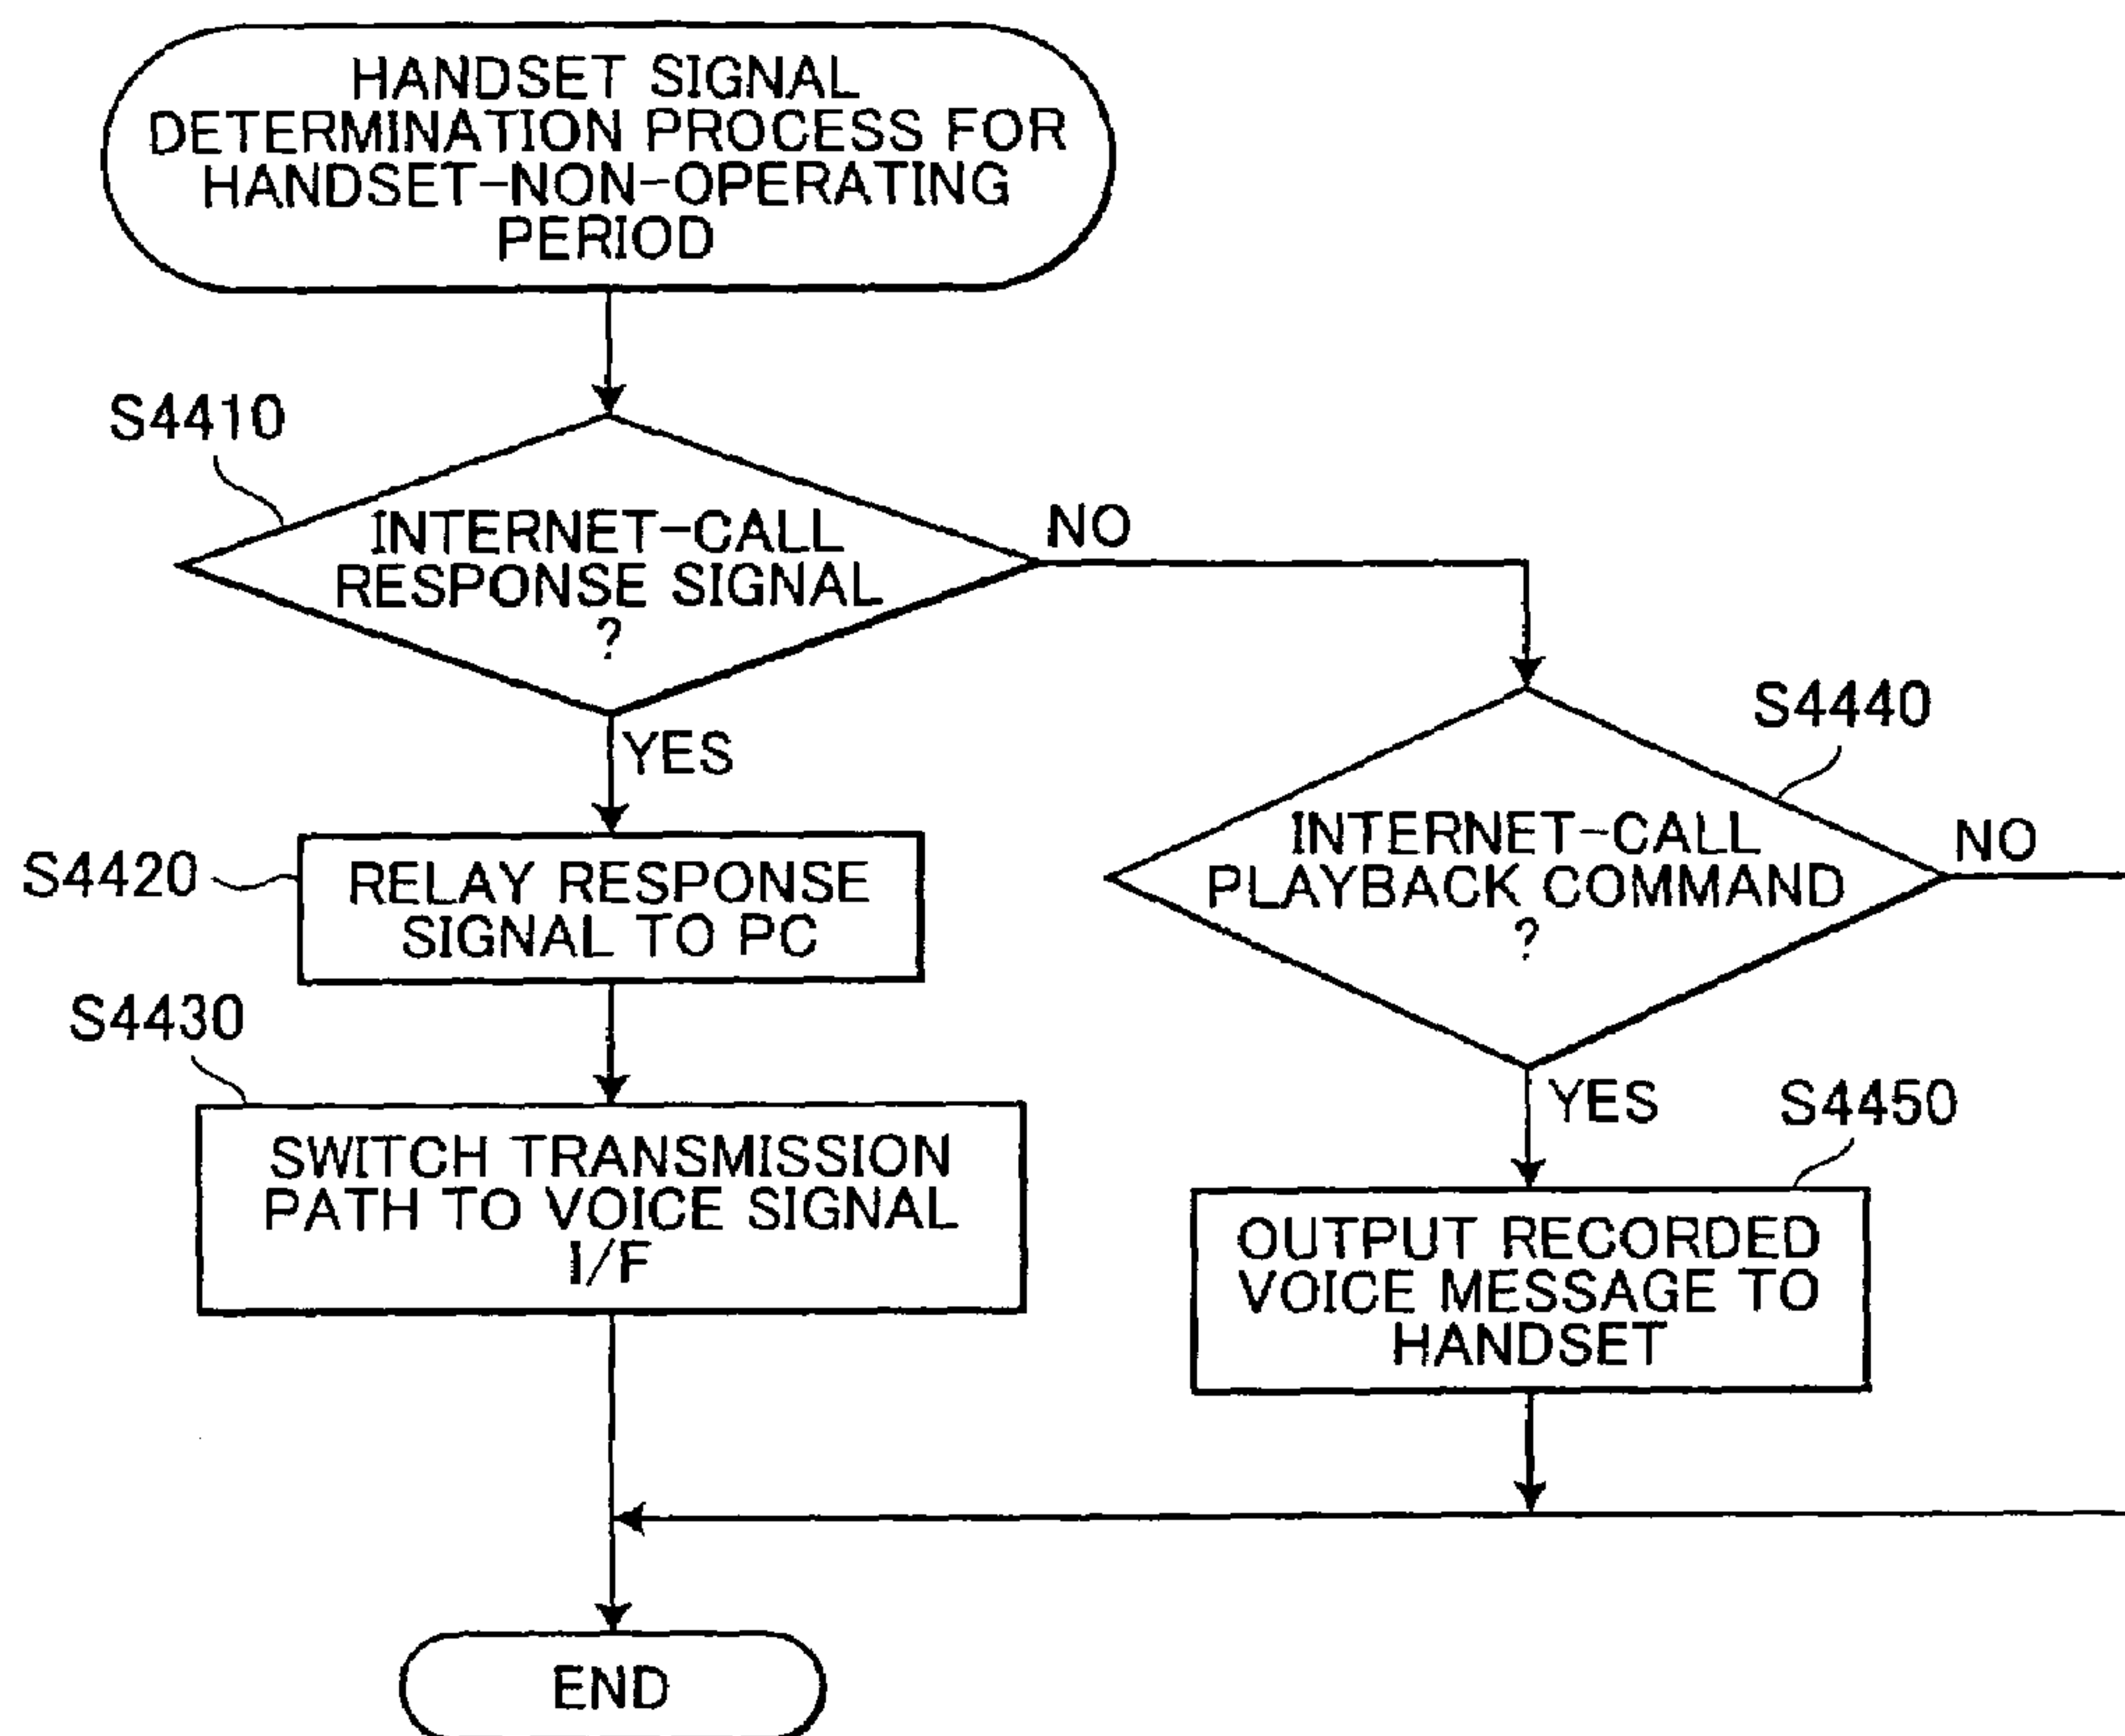 HANDSET SIGNAL
DETERMINATION PROCESS FOR
HANDSET-NON-OPERATING
PERIOD
S4410
INTERNET-CALL
RESPONSE SIGNAL
?
NO
YES
S4420
RELAY RESPONSE
SIGNAL TO PC
S4430
SWITCH TRANSMISSION
PATH TO VOICE SIGNAL
I/F
S4440
INTERNET-CALL
PLAYBACK COMMAND
?
NO
YES
S4450
OUTPUT RECORDED
VOICE MESSAGE TO
HANDSET
END